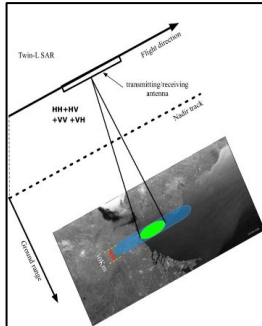 Twin-L SAR
Flight direction
transmitting/receiving
antenna
HH+HV
+VV +VH
Nadir track
Ground range